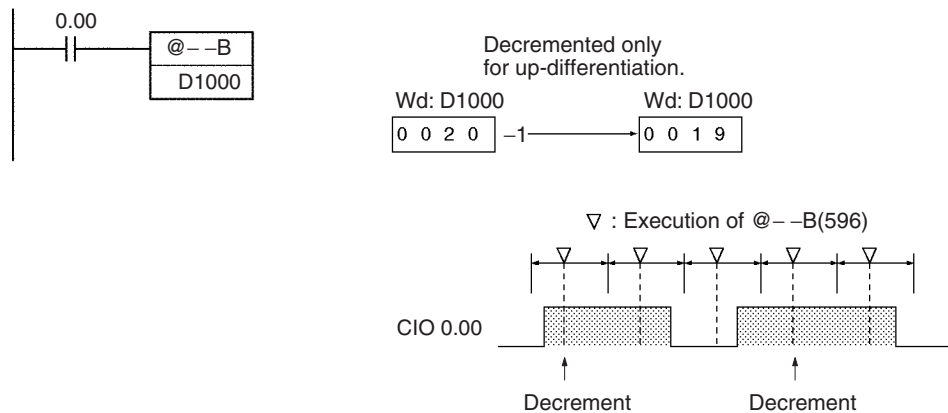 0.00
@– –B
D1000
Decremented only
for up-differentiation.
Wd: D1000
Wd: D1000
0 0 2 0 –1 0 0 1 9
▽ : Execution of @– –B(596)
CIO 0.00
Decrement Decrement